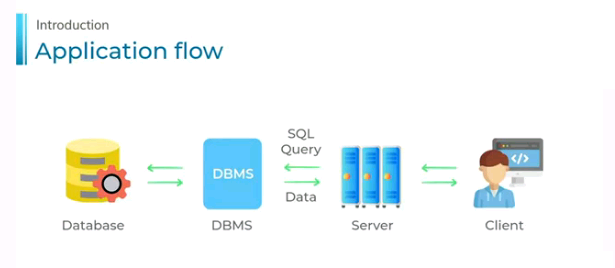 Introduction
Application flow
SQL
Query
DBMS
Data
Database
DBMS
Server
Client
</>